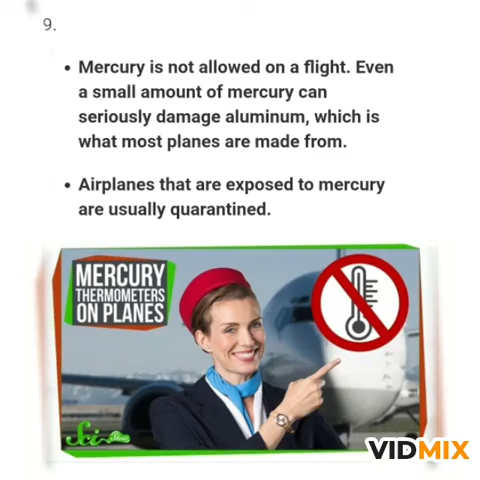 9.
• Mercury is not allowed on a flight. Even
a small amount of mercury can
seriously damage aluminum, which is
what most planes are made from.
• Airplanes that are exposed to mercury
are usually quarantined.
MERCURY
THERMOMETERS
ON PLANES
Sci Show
VIDMIX